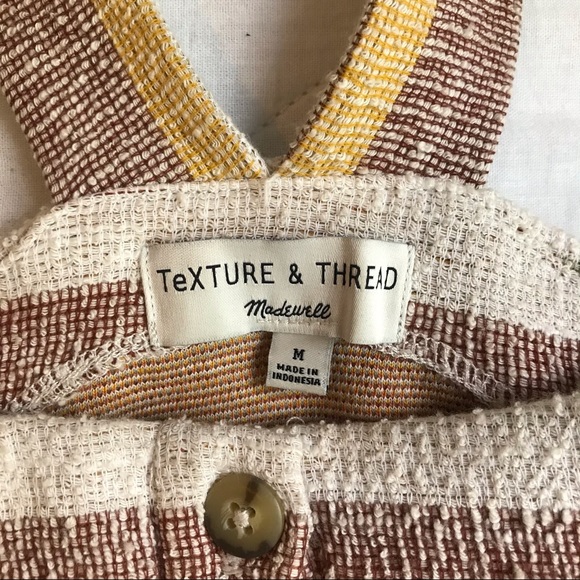 TeXTURE & THREAD
Madewell
M
MADE IN
INDONESIA